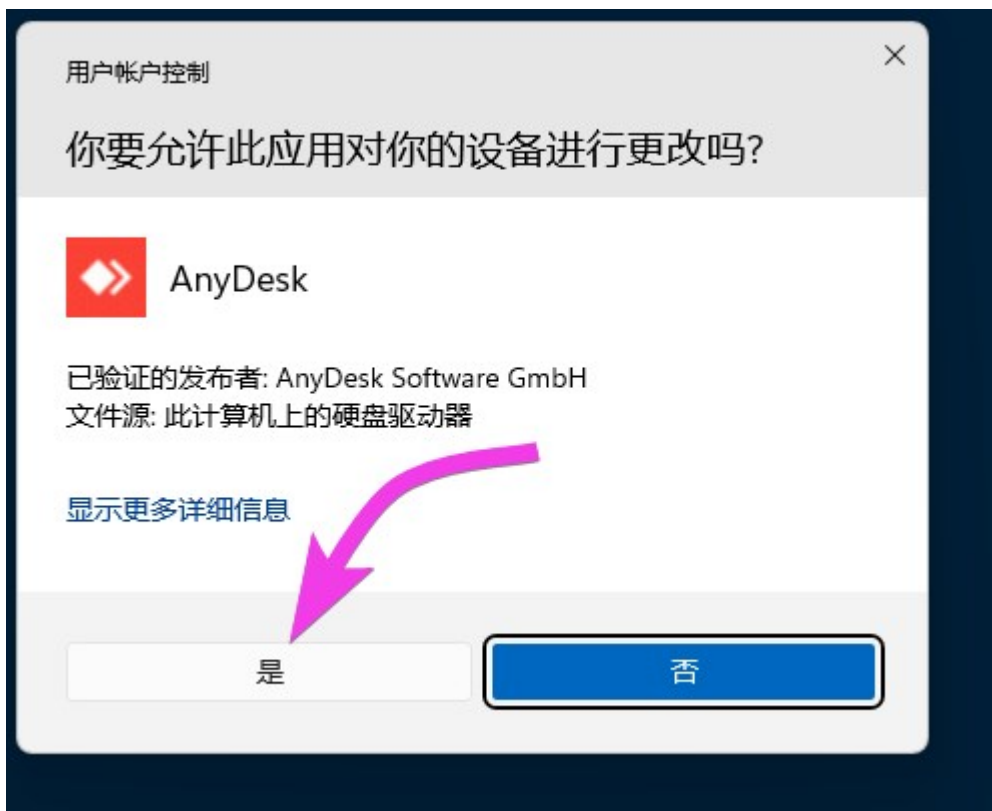 用户帐户控制
你要允许此应用对你的设备进行更改吗?
AnyDesk
已验证的发布者: AnyDesk Software GmbH
文件源: 此计算机上的硬盘驱动器
显示更多详细信息
是
否